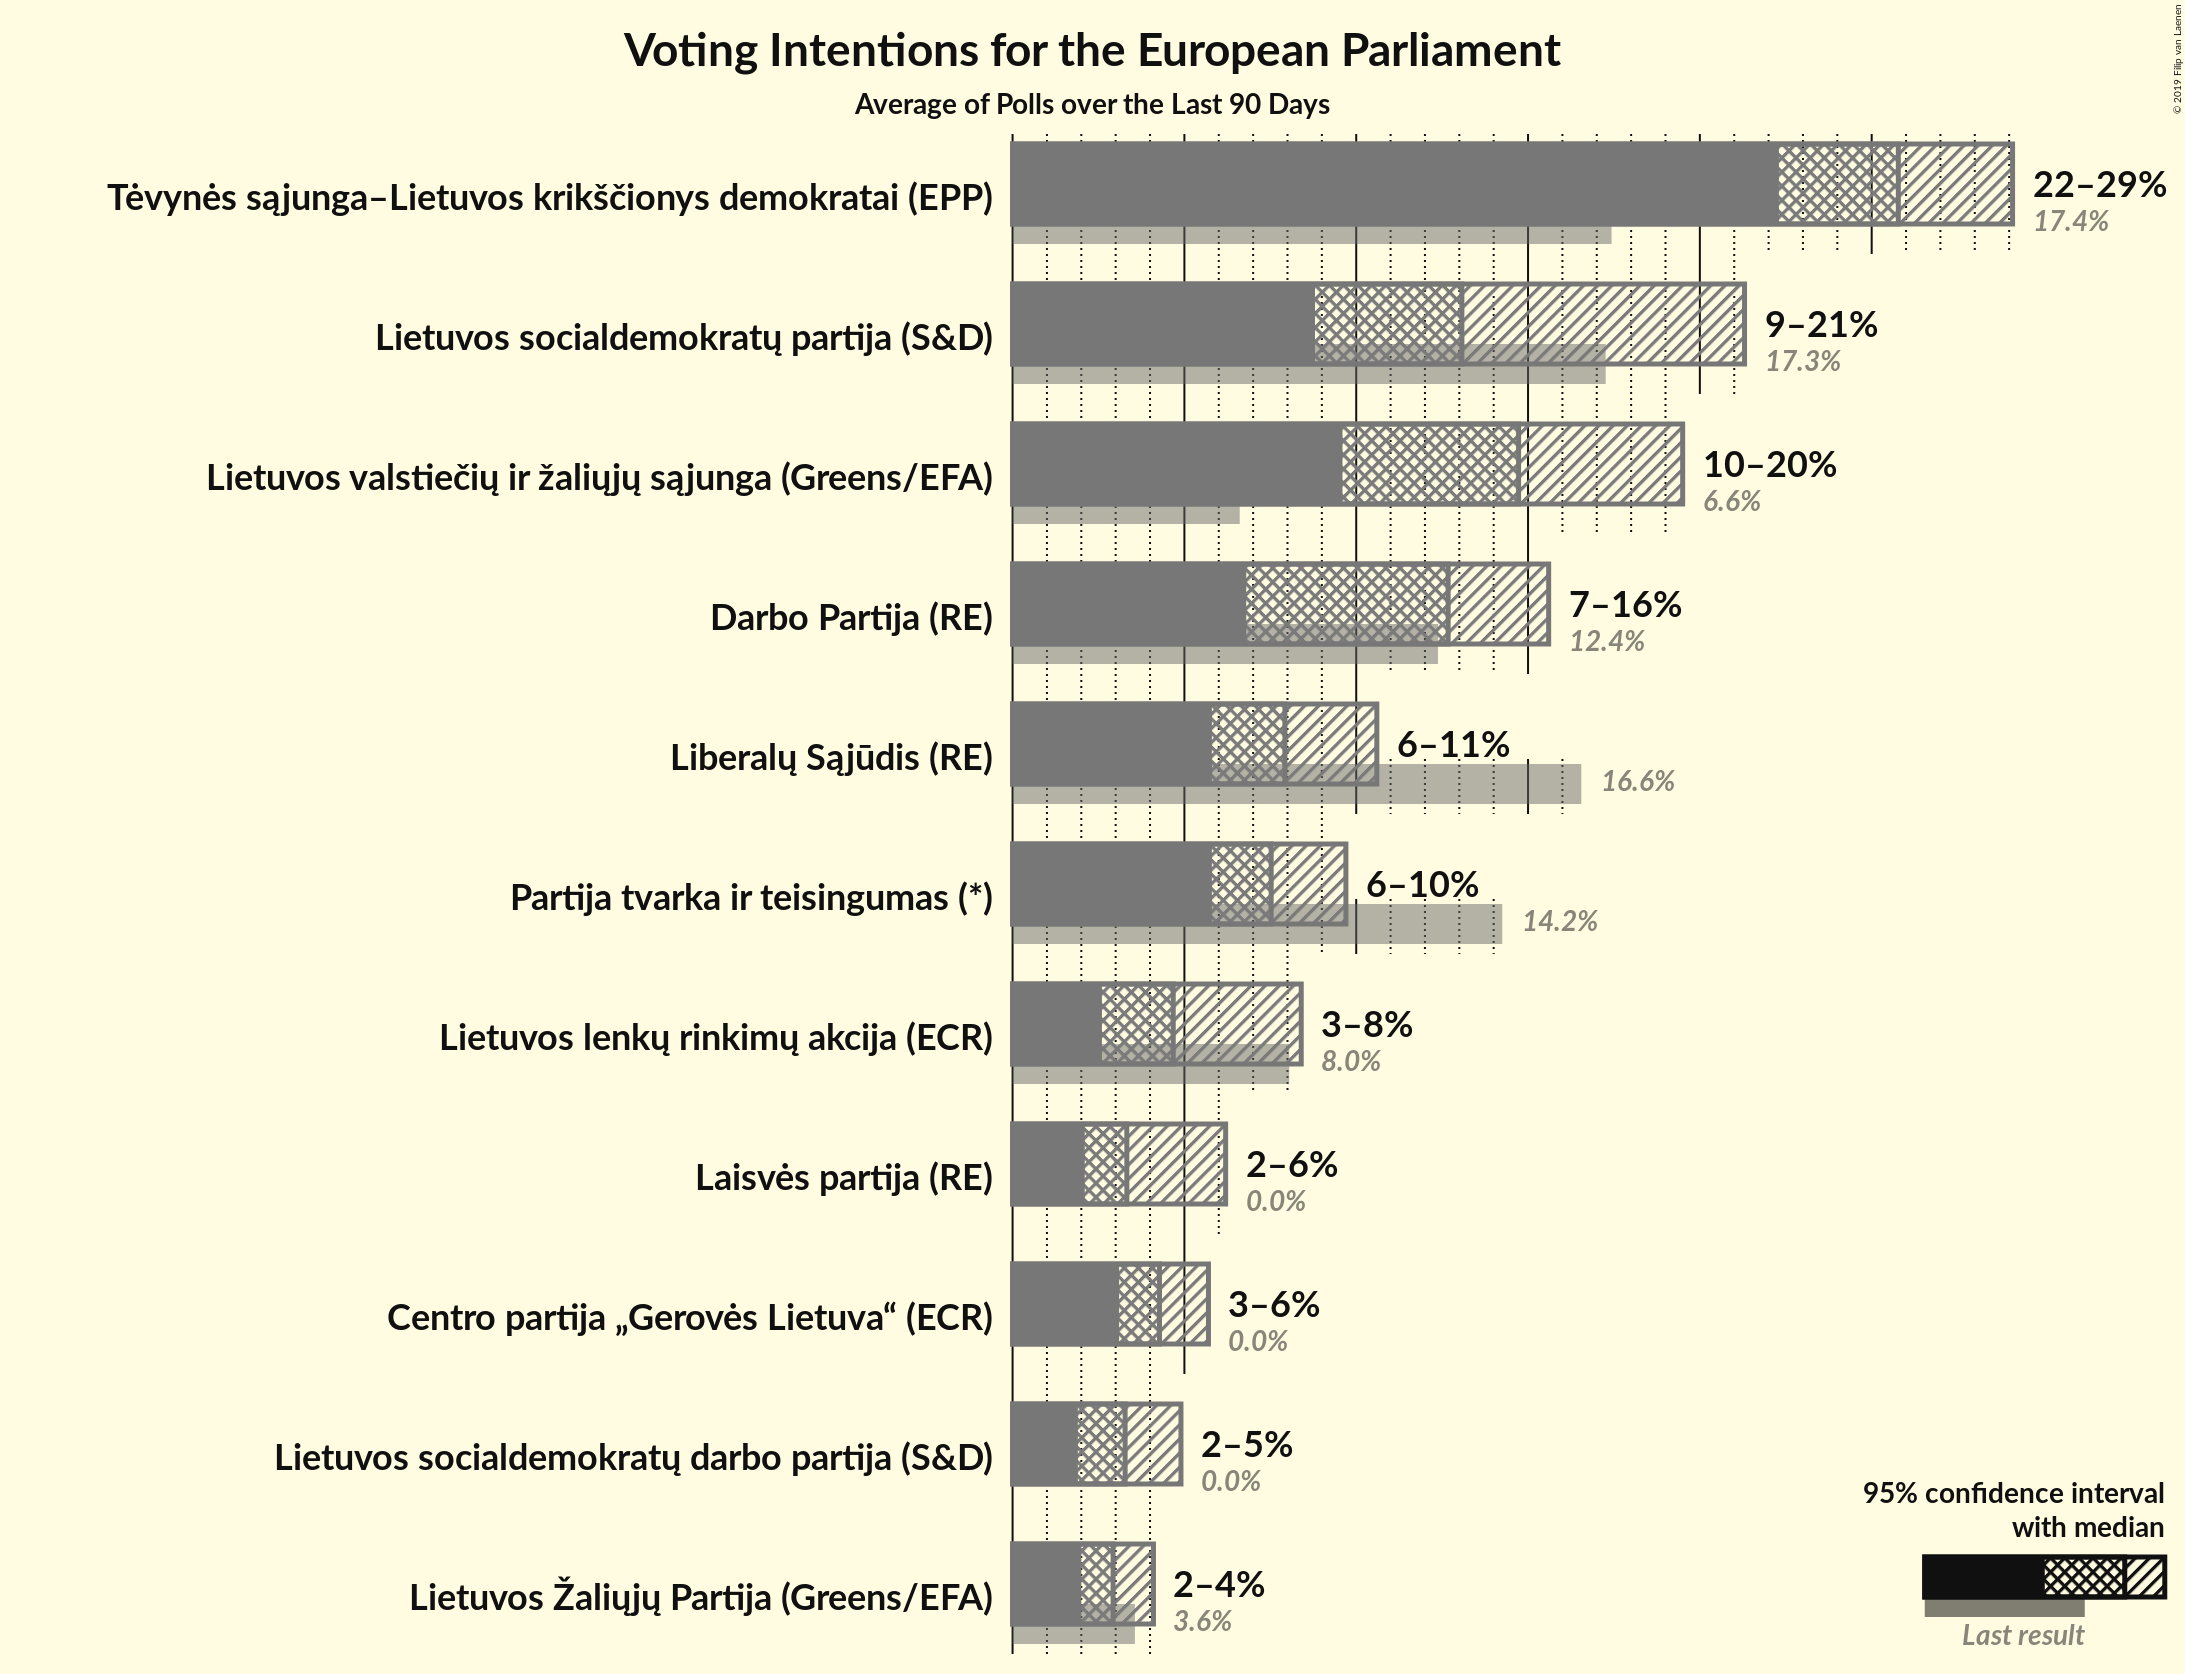 © 2019 Filip van Laenen
Voting Intentions for the European Parliament
Average of Polls over the Last 90 Days
Tėvynės sąjunga–Lietuvos krikščionys demokratai (EPP)
22–29%
17.4%
Lietuvos socialdemokratų partija (S&D)
9–21%
17.3%
Lietuvos valstiečių ir žaliųjų sąjunga (Greens/EFA)
10–20%
6.6%
Darbo Partija (RE)
7–16%
12.4%
Liberalų Sąjūdis (RE)
6–11%
16.6%
Partija tvarka ir teisingumas (*)
6–10%
14.2%
Lietuvos lenkų rinkimų akcija (ECR)
3–8%
8.0%
Laisvės partija (RE)
2–6%
0.0%
Centro partija „Gerovės Lietuva“ (ECR)
3–6%
0.0%
Lietuvos socialdemokratų darbo partija (S&D)
2–5%
0.0%
Lietuvos Žaliųjų Partija (Greens/EFA)
2–4%
3.6%
95% confidence interval
with median
Last result